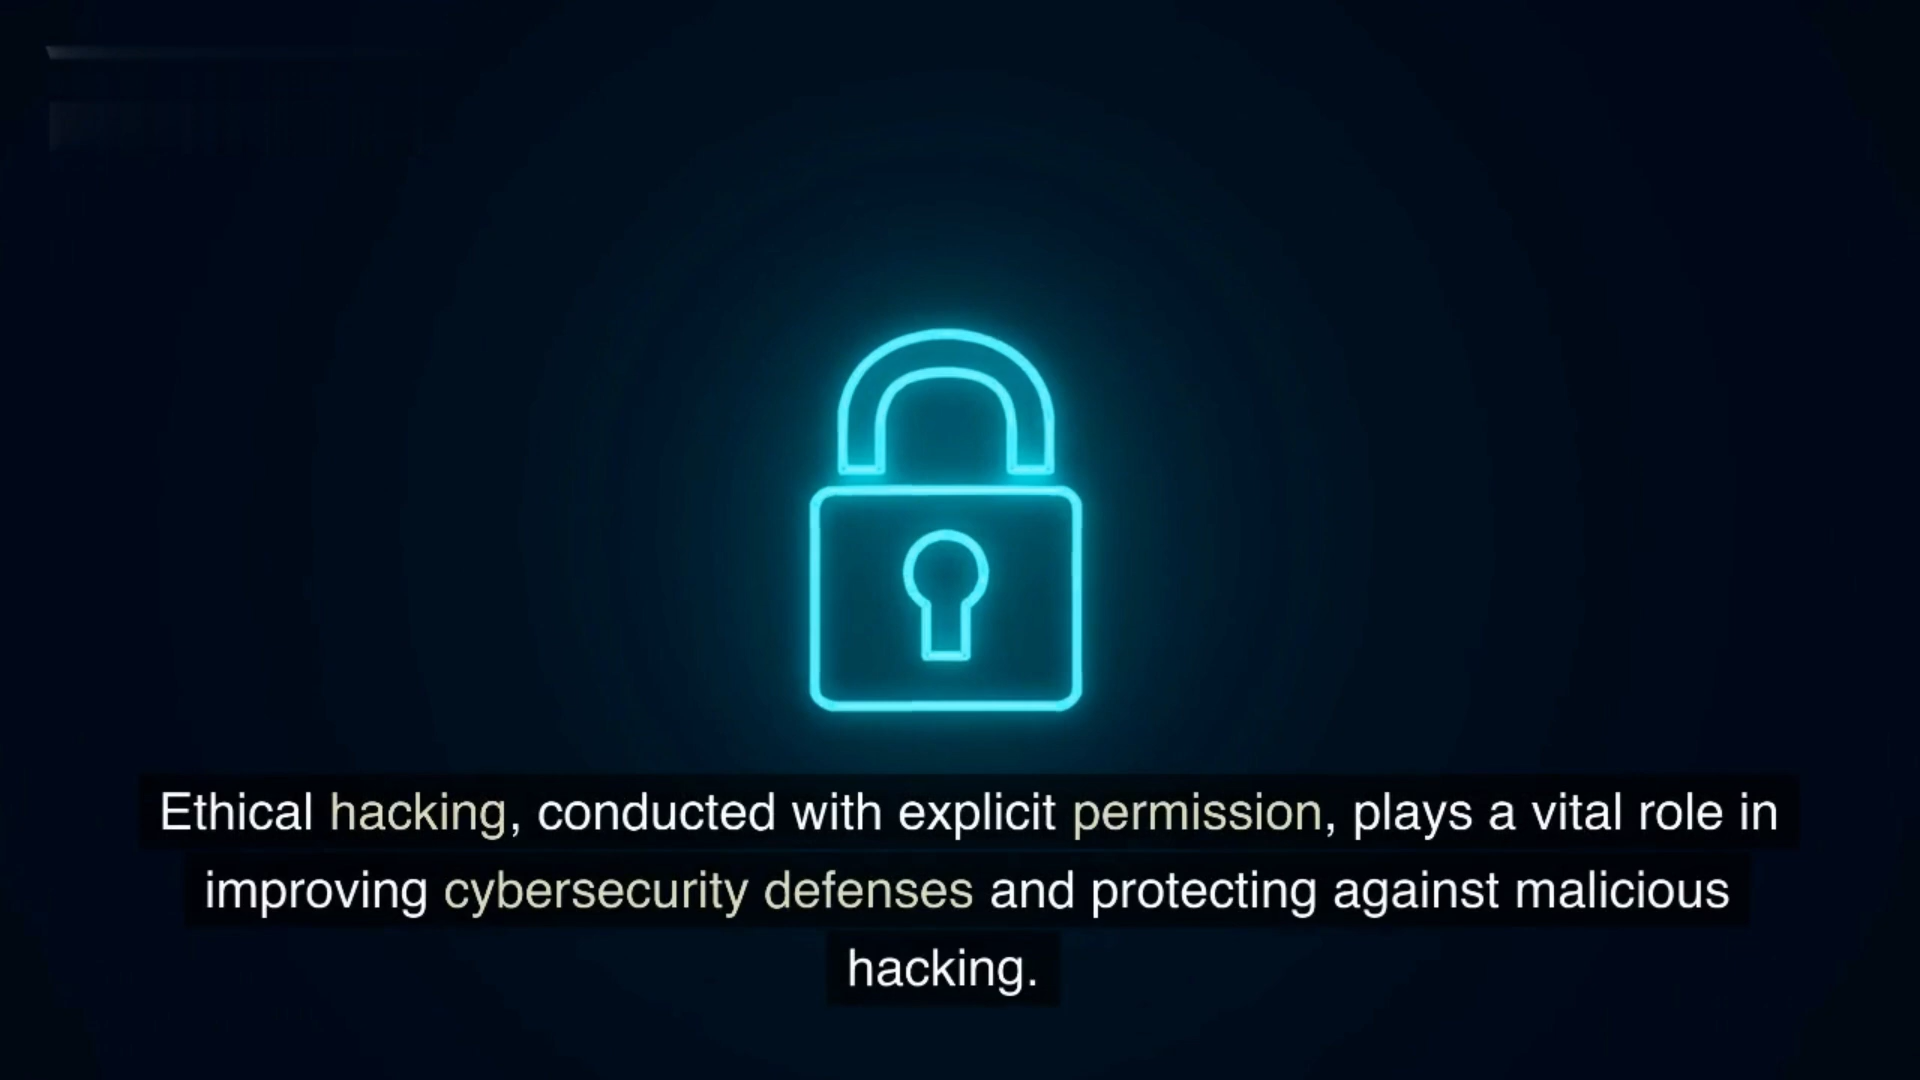 Ethical hacking, conducted with explicit permission, plays a vital role in
improving cybersecurity defenses and protecting against malicious
hacking.